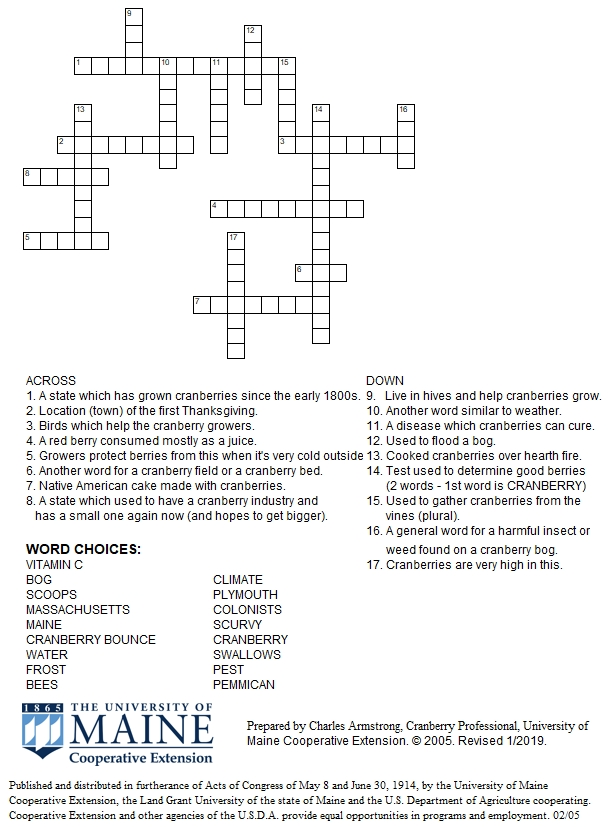 9
12
1 10 11 15
13 14 16
2 3
8
4
17
5
6
7
ACROSS
1. A state which has grown cranberries since the early 1800s.
2. Location (town) of the first Thanksgiving.
3. Birds which help the cranberry growers.
4. A red berry consumed mostly as a juice.
5. Growers protect berries from this when it's very cold outside
6. Another word for a cranberry field or a cranberry bed.
7. Native American cake made with cranberries.
8. A state which used to have a cranberry industry and
has a small one again now (and hopes to get bigger).
DOWN
9. Live in hives and help cranberries grow.
10. Another word similar to weather.
11. A disease which cranberries can cure.
12. Used to flood a bog.
13. Cooked cranberries over hearth fire.
14. Test used to determine good berries
(2 words - 1st word is CRANBERRY)
15. Used to gather cranberries from the
vines (plural).
16. A general word for a harmful insect or
weed found on a cranberry bog.
17. Cranberries are very high in this.
WORD CHOICES:
VITAMIN C
BOG
SCOOPS
MASSACHUSETTS
MAINE
CRANBERRY BOUNCE
WATER
FROST
BEES
CLIMATE
PLYMOUTH
COLONISTS
SCURVY
CRANBERRY
SWALLOWS
PEST
PEMMICAN
1865 THE UNIVERSITY OF
MAINE
Cooperative Extension
Prepared by Charles Armstrong, Cranberry Professional, University of
Maine Cooperative Extension. © 2005. Revised 1/2019.
Published and distributed in furtherance of Acts of Congress of May 8 and June 30, 1914, by the University of Maine
Cooperative Extension, the Land Grant University of the state of Maine and the U.S. Department of Agriculture cooperating.
Cooperative Extension and other agencies of the U.S.D.A. provide equal opportunities in programs and employment. 02/05